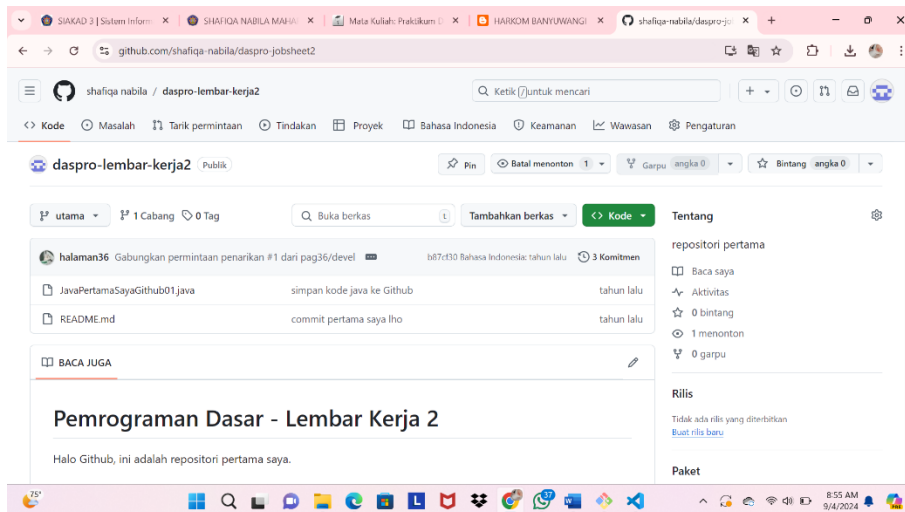 SIAKAD 3 | Sistem Inform
SHAFIQA NABILA MAHA
Mata Kuliah: Praktikum D
HARKOM BANYUWANGI
shafiqa-nabila/daspro-jo
github.com/shafiqa-nabila/daspro-jobsheet2
shafiqa nabila / daspro-lembar-kerja2
Ketik / untuk mencari
Kode Masalah Tarik permintaan Tindakan Proyek Bahasa Indonesia Keamanan Wawasan Pengaturan
daspro-lembar-kerja2 Publik
Pin Batal menonton 1 Garpu angka 0 Bintang angka 0
utama 1 Cabang 0 Tag Buka berkas t Tambahkan berkas Kode
halaman36 Gabungkan permintaan penarikan #1 dari pag36/devel b87cf30 Bahasa Indonesia: tahun lalu 3 Komitmen
JavaPertamaSayaGithub01.java simpan kode java ke Github tahun lalu
README.md commit pertama saya lho tahun lalu
BACA JUGA
Pemrograman Dasar - Lembar Kerja 2
Halo Github, ini adalah repositori pertama saya.
Tentang
repositori pertama
Baca saya
Aktivitas
0 bintang
1 menonton
0 garpu
Rilis
Tidak ada rilis yang diterbitkan
Buat rilis baru
Paket
75°
37
8:55 AM
9/4/2024